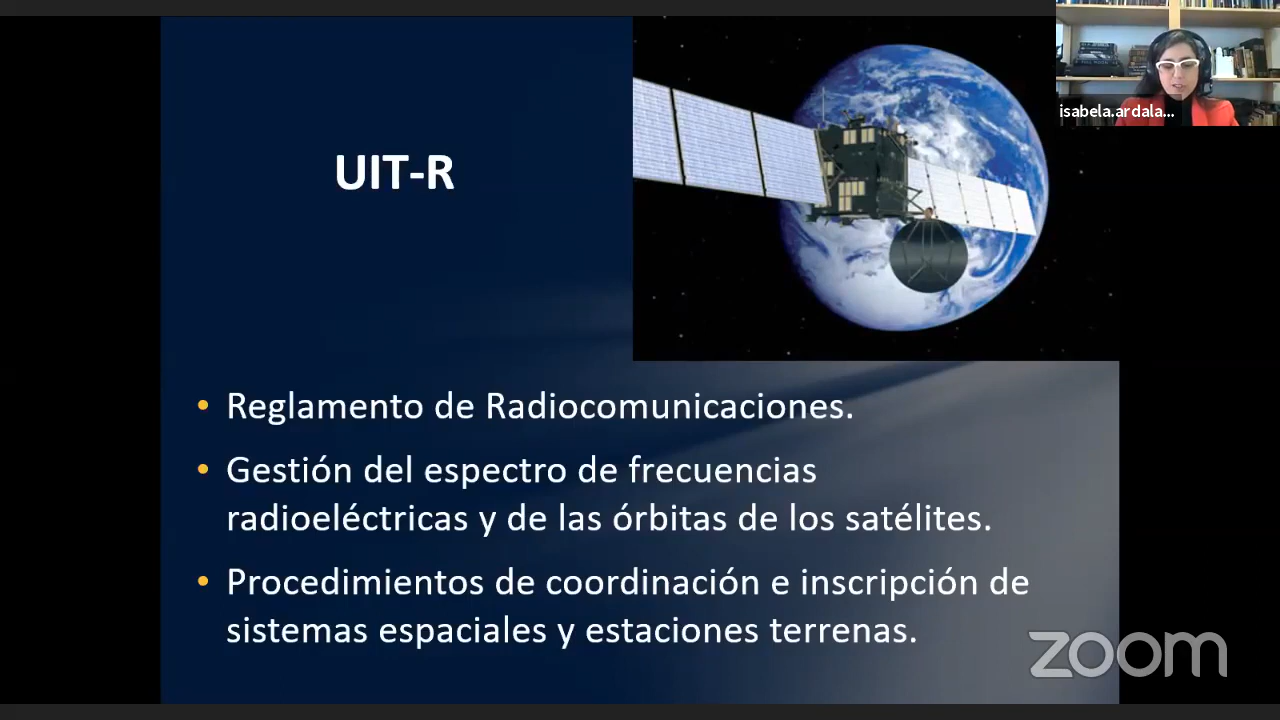 isabela.ardala...
UIT-R
• Reglamento de Radiocomunicaciones.
• Gestión del espectro de frecuencias
radioeléctricas y de las órbitas de los satélites.
• Procedimientos de coordinación e inscripción de
sistemas espaciales y estaciones terrenas.
zoom